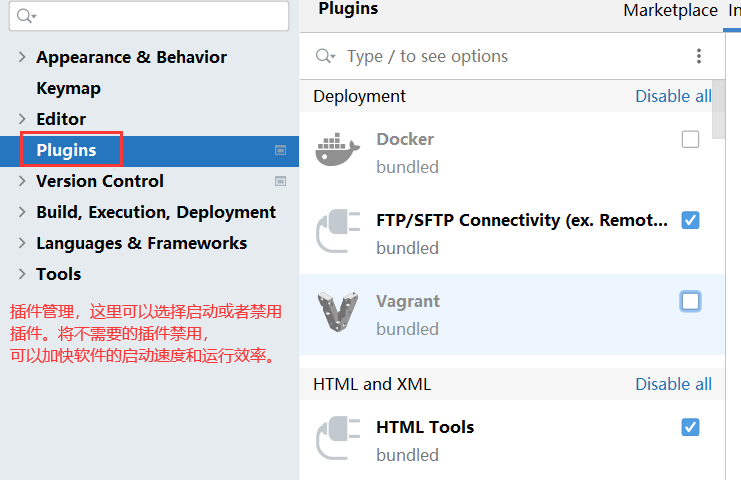 Plugins
Marketplace
In
Type / to see options
Appearance & Behavior
Keymap
Editor
Plugins
Version Control
Build, Execution, Deployment
Languages & Frameworks
Tools
插件管理，这里可以选择启动或者禁用
插件。将不需要的插件禁用，
可以加快软件的启动速度和运行效率。
Deployment
Disable all
Docker
bundled
FTP/SFTP Connectivity (ex. Remot...
bundled
Vagrant
bundled
HTML and XML
Disable all
HTML Tools
bundled